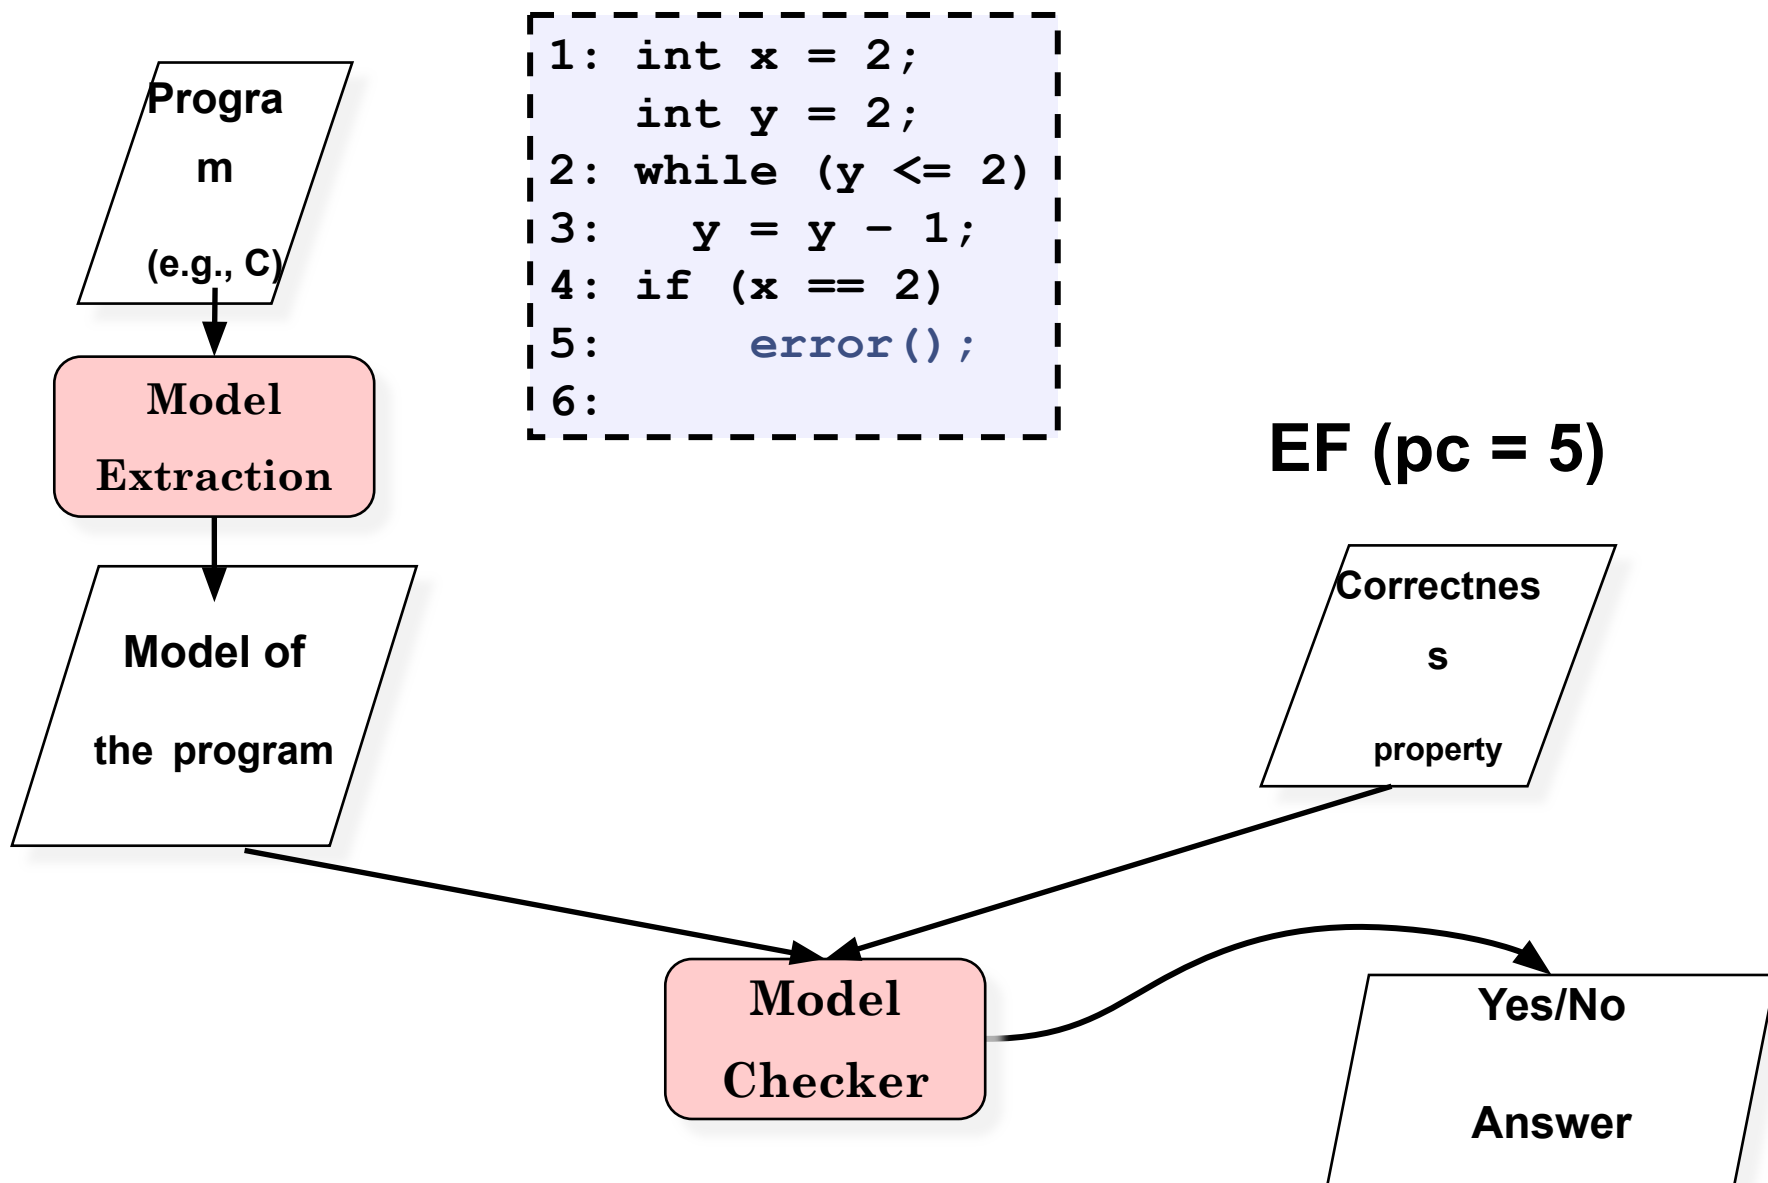 Progra
m
(e.g., C)
1: int x = 2;
int y = 2;
2: while (y <= 2)
3: y = y – 1;
4: if (x == 2)
5: error();
6:
Model
Extraction
EF (pc = 5)
Model of
the program
Correctnes
s
property
Model
Checker
Yes/No
Answer